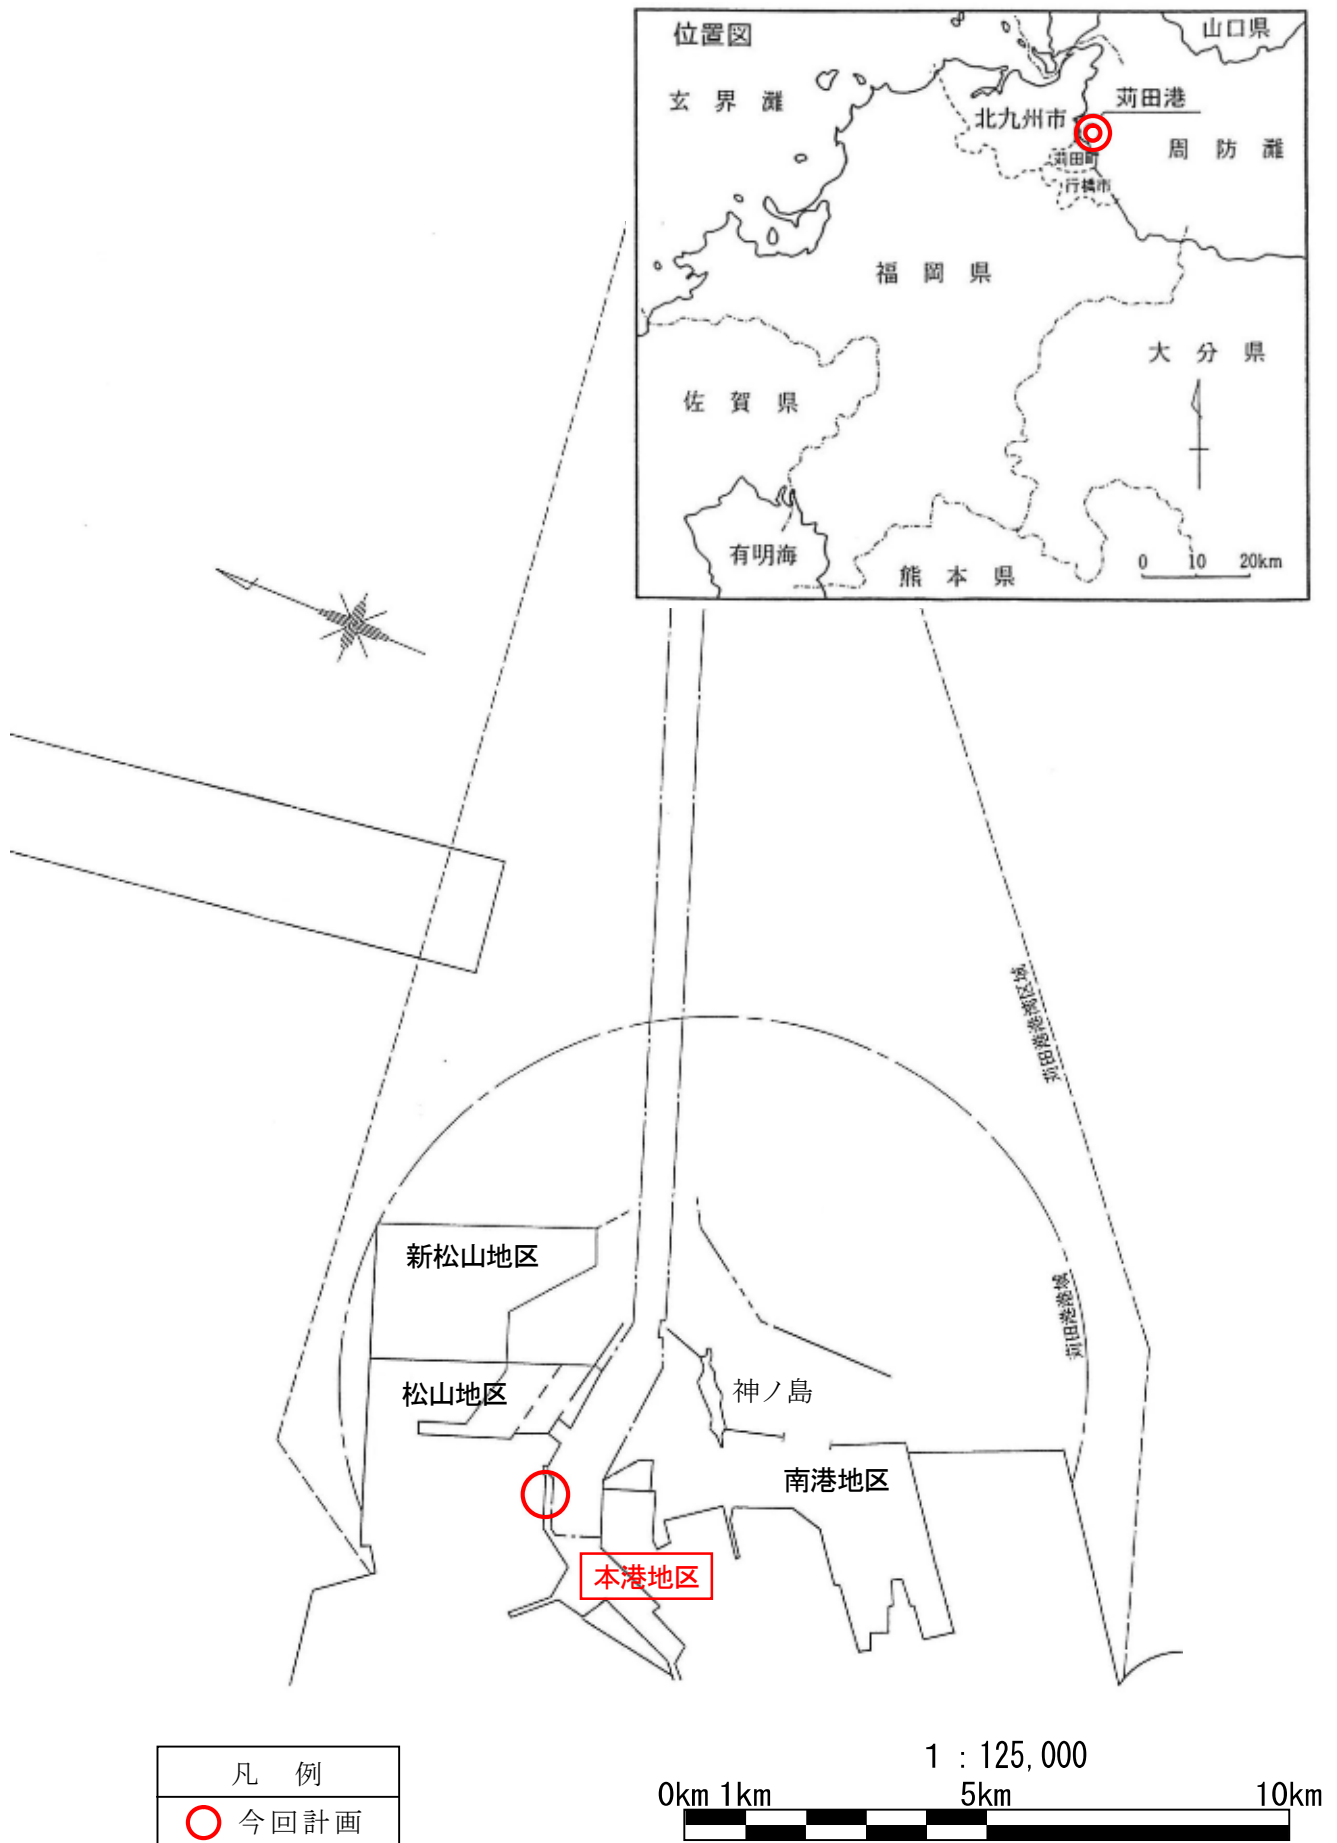 位置図
山口県
玄界灘
苅田港
北九州市
周防灘
苅田町
行橋市
福岡県
大分県
佐賀県
有明海
熊本県
0 10 20km
苅田港港湾区域
苅田港港域
新松山地区
松山地区
神ノ島
南港地区
本港地区
凡例
今回計画
1 : 125,000
0km 1km 5km 10km